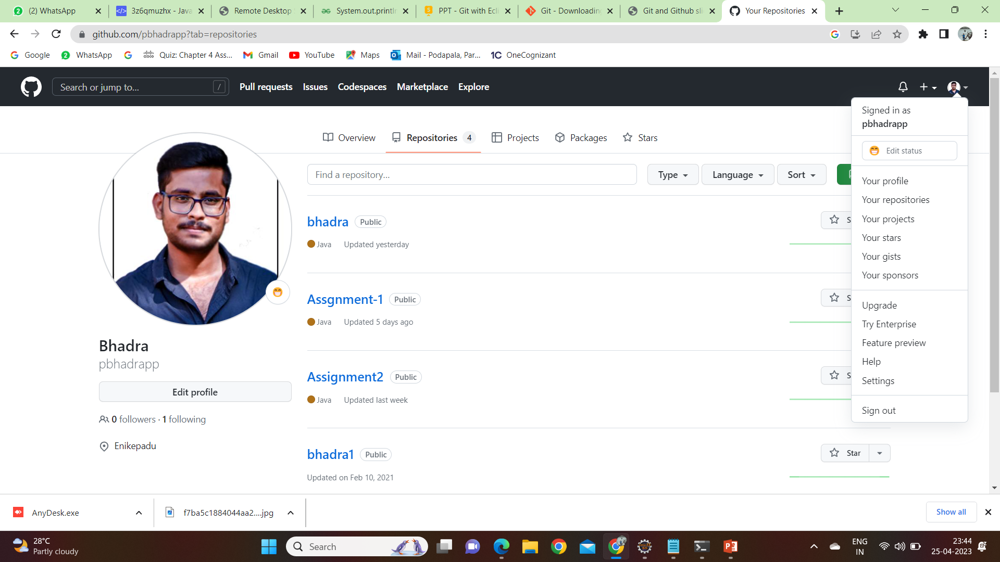 (2) WhatsApp
3z6qmuzhx - Java
Remote Desktop
System.out.println
PPT - Git with Ecli
Git - Downloading
Git and Github sli
Your Repositories
github.com/pbhadrapp?tab=repositories
Google
WhatsApp
Quiz: Chapter 4 Ass...
Gmail
YouTube
Maps
Mail - Podapala, Par...
OneCognizant
Search or jump to... /
Pull requests
Issues
Codespaces
Marketplace
Explore
Signed in as
pbhadrapp
Edit status
Your profile
Your repositories
Your projects
Your stars
Your gists
Your sponsors
Upgrade
Try Enterprise
Feature preview
Help
Settings
Sign out
Overview
Repositories 4
Projects
Packages
Stars
Find a repository...
Type
Language
Sort
bhadra Public
Java Updated yesterday
S
Assgnment-1 Public
Java Updated 5 days ago
S
Assignment2 Public
Java Updated last week
S
bhadra1 Public
Updated on Feb 10, 2021
Star
Bhadra
pbhadrapp
Edit profile
0 followers · 1 following
Enikepadu
AnyDesk.exe
f7ba5c1884044aa2....jpg
Show all
28°C
Partly cloudy
Search
ENG
IN
23:44
25-04-2023